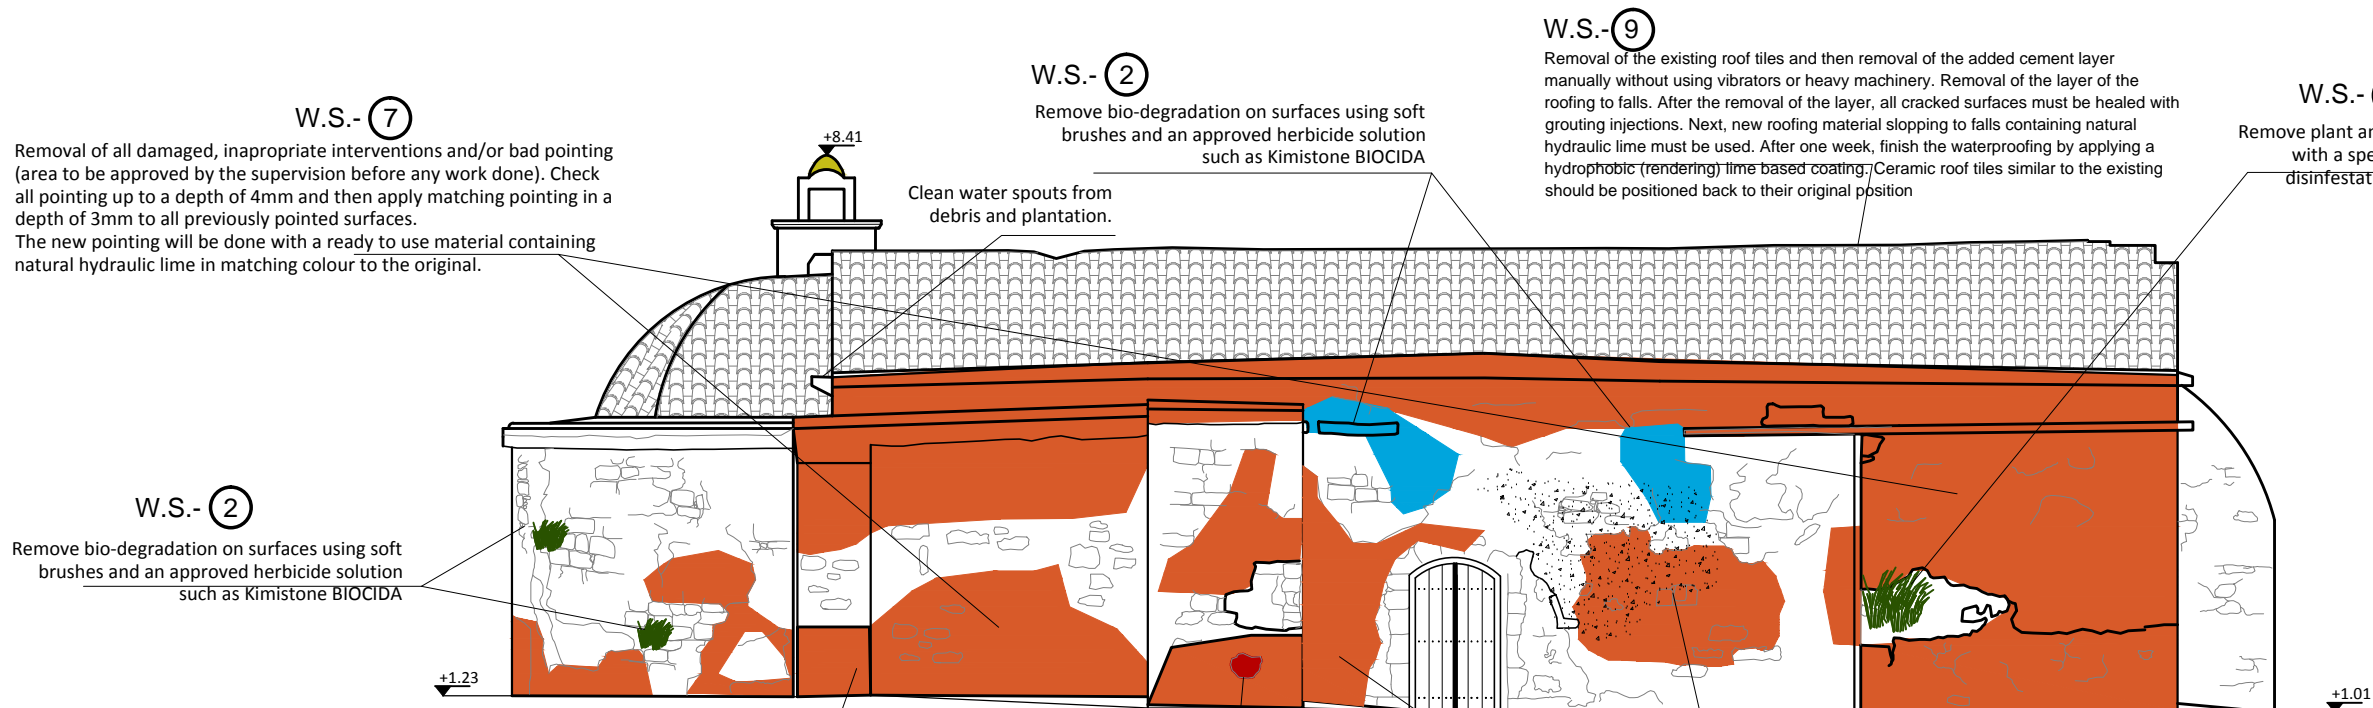 W.S.- 7
Removal of all damaged, inapropriate interventions and/or bad pointing
(area to be approved by the supervision before any work done). Check
all pointing up to a depth of 4mm and then apply matching pointing in a
depth of 3mm to all previously pointed surfaces.
The new pointing will be done with a ready to use material containing
natural hydraulic lime in matching colour to the original.
+8.41
Clean water spouts from
debris and plantation.
W.S.- 2
Remove bio-degradation on surfaces using soft
brushes and an approved herbicide solution
such as Kimistone BIOCIDA
W.S.- 9
Removal of the existing roof tiles and then removal of the added cement layer
manually without using vibrators or heavy machinery. Removal of the layer of the
roofing to falls. After the removal of the layer, all cracked surfaces must be healed with
grouting injections. Next, new roofing material slopping to falls containing natural
hydraulic lime must be used. After one week, finish the waterproofing by applying a
hydrophobic (rendering) lime based coating. Ceramic roof tiles similar to the existing
should be positioned back to their original position
W.S.-
Remove plant
with a
W.S.- 2
Remove bio-degradation on surfaces using soft
brushes and an approved herbicide solution
such as Kimistone BIOCIDA
+1.23
+1.01